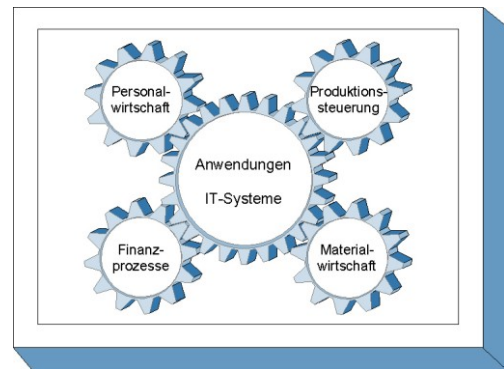 Personal-
wirtschaft
Produktions-
steuerung
Anwendungen
IT-Systeme
Finanz-
prozesse
Material-
wirtschaft